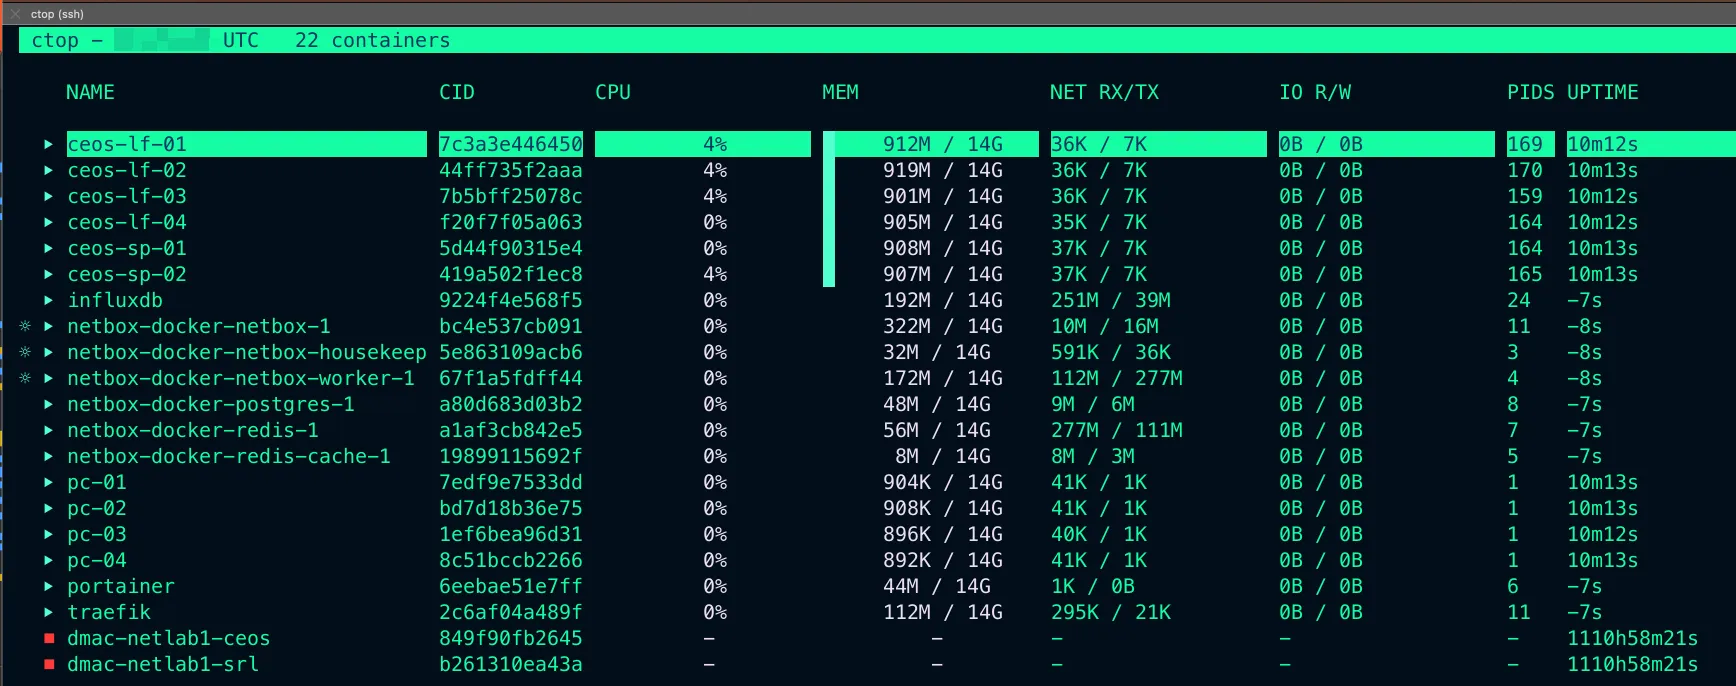 ctop (ssh)
ctop - UTC 22 containers
NAME CID CPU MEM NET RX/TX IO R/W PIDS UPTIME
ceos-lf-01 7c3a3e446450 4% 912M / 14G 36K / 7K 0B / 0B 169 10m12s
ceos-lf-02 44ff735f2aaa 4% 919M / 14G 36K / 7K 0B / 0B 170 10m13s
ceos-lf-03 7b5bff25078c 4% 901M / 14G 36K / 7K 0B / 0B 159 10m12s
ceos-lf-04 f20f7f05a063 0% 905M / 14G 35K / 7K 0B / 0B 164 10m12s
ceos-sp-01 5d44f90315e4 0% 908M / 14G 37K / 7K 0B / 0B 164 10m13s
ceos-sp-02 419a502f1ec8 4% 907M / 14G 37K / 7K 0B / 0B 165 10m13s
influxdb 9224f4e568f5 0% 192M / 14G 251M / 39M 0B / 0B 24 -7s
netbox-docker-netbox-1 bc4e537cb091 0% 322M / 14G 10M / 16M 0B / 0B 11 -8s
netbox-docker-netbox-housekeep 5e863109acb6 0% 32M / 14G 591K / 36K 0B / 0B 3 -8s
netbox-docker-netbox-worker-1 67f1a5fdff44 0% 172M / 14G 112M / 277M 0B / 0B 4 -8s
netbox-docker-postgres-1 a80d683d03b2 0% 48M / 14G 9M / 6M 0B / 0B 8 -7s
netbox-docker-redis-1 a1af3cb842e5 0% 56M / 14G 277M / 111M 0B / 0B 7 -7s
netbox-docker-redis-cache-1 19899115692f 0% 8M / 14G 8M / 3M 0B / 0B 5 -7s
pc-01 7edf9e7533dd 0% 904K / 14G 41K / 1K 0B / 0B 1 10m13s
pc-02 bd7d18b36e75 0% 908K / 14G 41K / 1K 0B / 0B 1 10m13s
pc-03 1ef6bea96d31 0% 896K / 14G 40K / 1K 0B / 0B 1 10m12s
pc-04 8c51bccb2266 0% 892K / 14G 41K / 1K 0B / 0B 1 10m13s
portainer 6eebae51e7ff 0% 44M / 14G 1K / 0B 0B / 0B 6 -7s
traefik 2c6af04a489f 0% 112M / 14G 295K / 21K 0B / 0B 11 -7s
dmac-netlab1-ceos 849f90fb2645 - - - - - 1110h58m21s
dmac-netlab1-srl b261310ea43a - - - - - 1110h58m21s